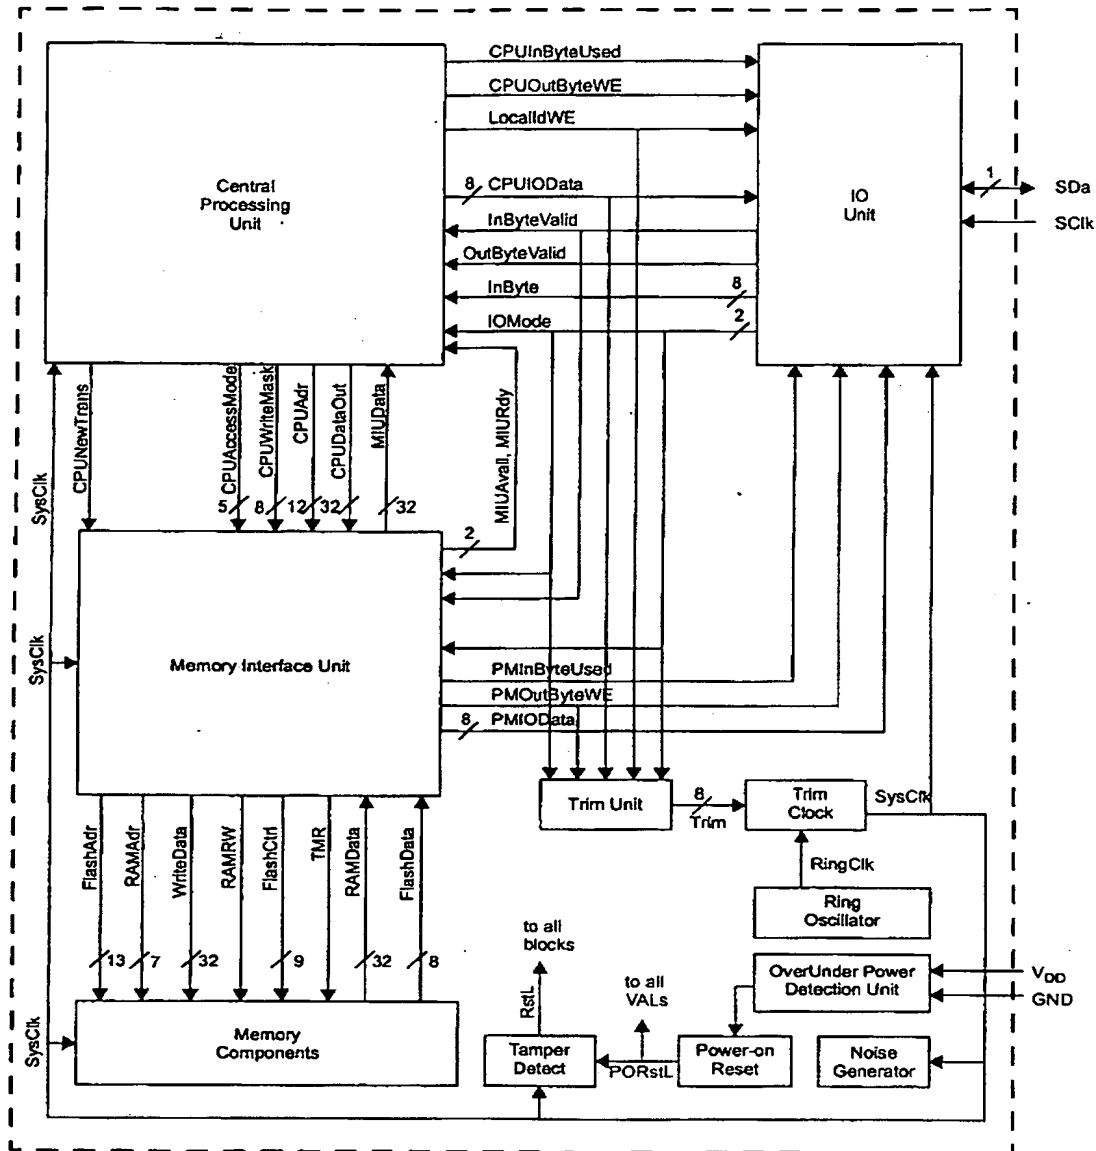 CPUInByteUsed
CPUOutByteWE
LocalIdWE
8
CPUIOData
InByteValid
OutByteValid
InByte
8
IOMode
2
Central
Processing
Unit
IO
Unit
1
SDa
SClk
CPUNewTrans
CPUAccessMode
CPUWriteMask
CPUAdr
CPUDataOut
MIUData
MIUAvail, MIURdy
SysClk
5
8
12
32
32
2
SysClk
Memory Interface Unit
PMInByteUsed
PMOutByteWE
8
PMIOData
Trim Unit
8
Trim
Trim
Clock
SysClk
RingClk
Ring
Oscillator
FlashAdr
RAMAdr
WriteData
RAMRW
FlashCtrl
TMR
RAMData
FlashData
13
7
32
9
32
8
to all
blocks
RstL
to all
VALs
OverUnder Power
Detection Unit
VDD
GND
SysClk
Memory
Components
Tamper
Detect
PORstL
Power-on
Reset
Noise
Generator